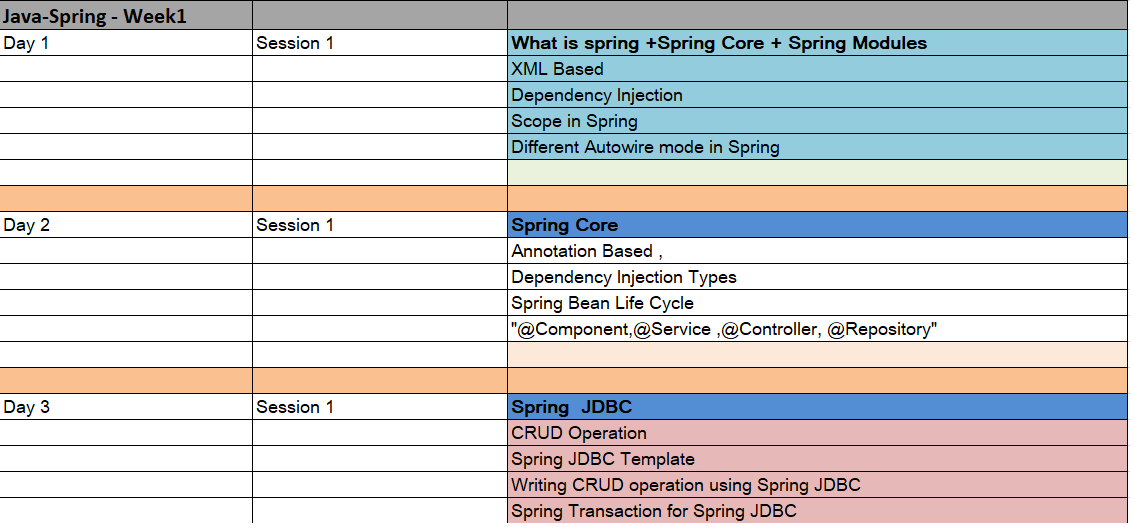 Java-Spring - Week1
Day 1 Session 1 What is spring +Spring Core + Spring Modules
XML Based
Dependency Injection
Scope in Spring
Different Autowire mode in Spring
Day 2 Session 1 Spring Core
Annotation Based ,
Dependency Injection Types
Spring Bean Life Cycle
"@Component,@Service ,@Controller, @Repository"
Day 3 Session 1 Spring  JDBC
CRUD Operation
Spring JDBC Template
Writing CRUD operation using Spring JDBC
Spring Transaction for Spring JDBC